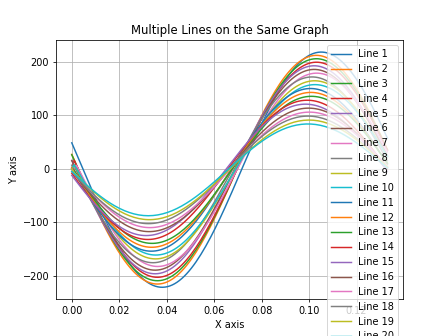 Multiple Lines on the Same Graph
Y axis
200
100
0
−100
−200
0.00
0.02
0.04
0.06
0.08
0.10
X axis
Line 1
Line 2
Line 3
Line 4
Line 5
Line 6
Line 7
Line 8
Line 9
Line 10
Line 11
Line 12
Line 13
Line 14
Line 15
Line 16
Line 17
Line 18
Line 19
Line 20